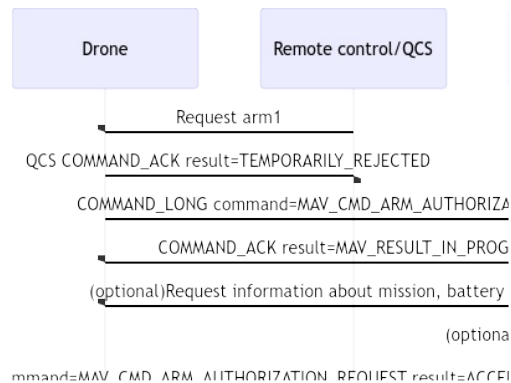 Drone
Remote control/QCS
Request arm1
QCS COMMAND_ACK result=TEMPORARILY_REJECTED
COMMAND_LONG command=MAV_CMD_ARM_AUTHORIZA
COMMAND_ACK result=MAV_RESULT_IN_PROG
(optional)Request information about mission, battery
(optiona
mmand=MAV_CMD_ARM_AUTHORIZATION_REQUEST result=ACCE